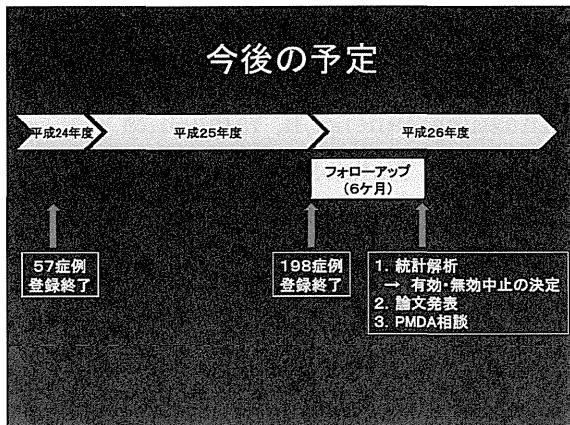 今後の予定
平成24年度
平成25年度
平成26年度
フォローアップ
(6ケ月)
57症例
登録終了
198症例
登録終了
1. 統計解析
→ 有効・無効中止の決定
2. 論文発表
3. PMDA相談